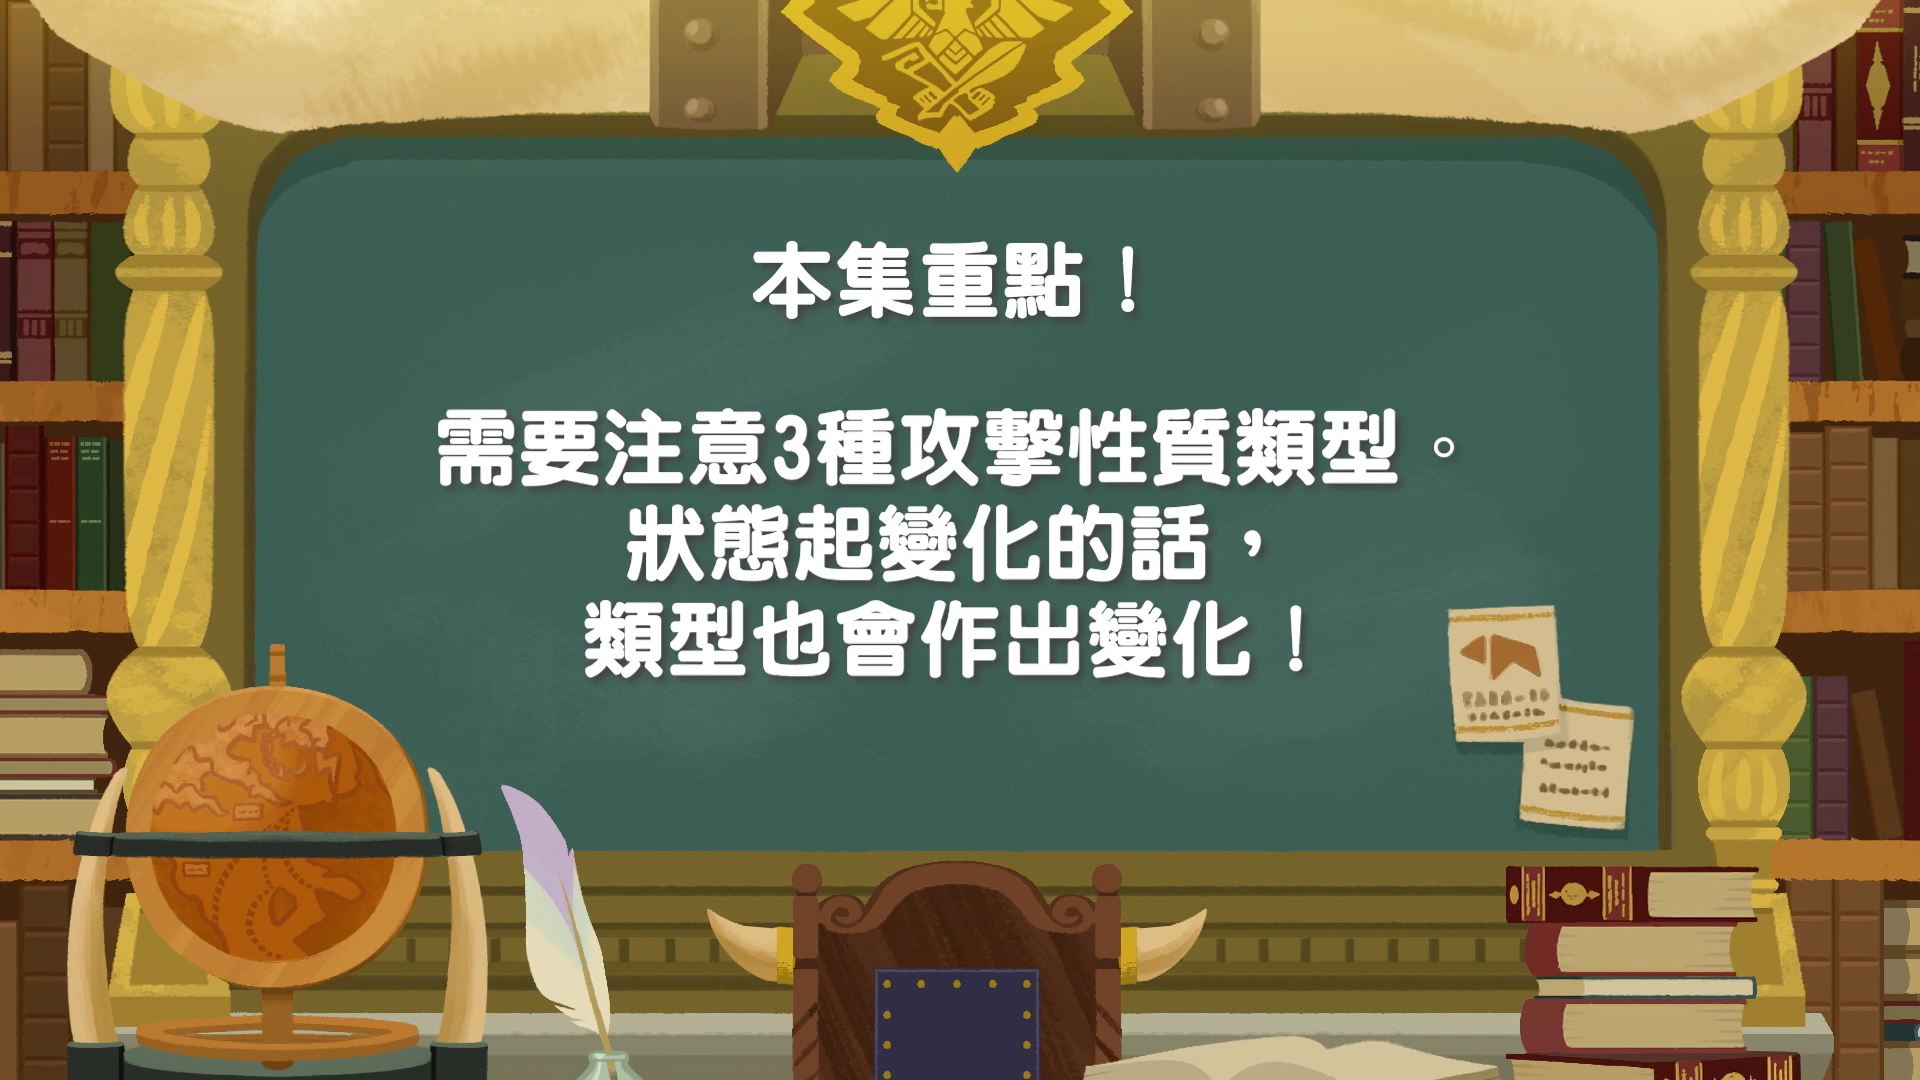 本集重點！
需要注意3種攻擊性質類型。
狀態起變化的話，
類型也會作出變化！